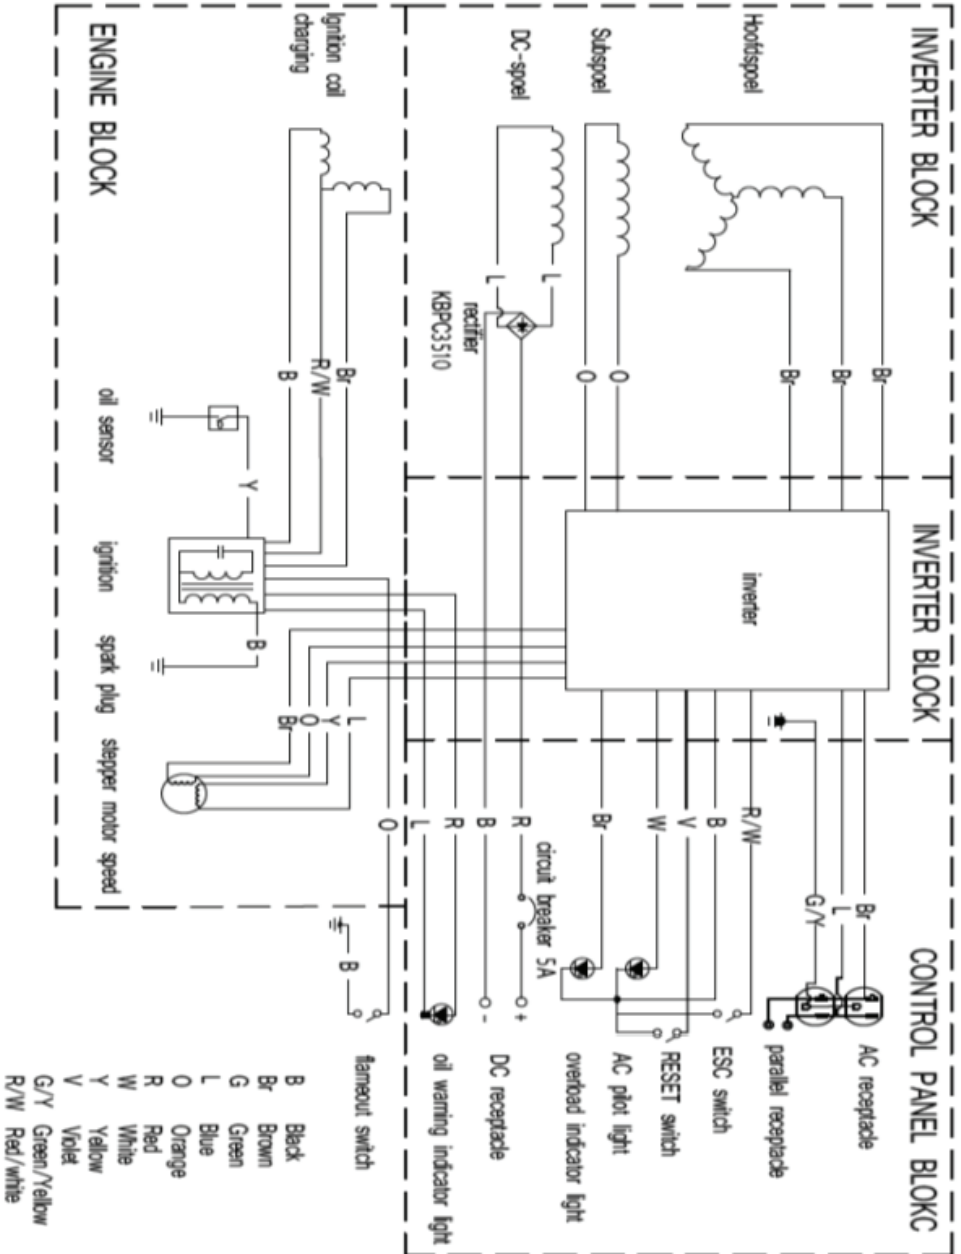 INVERTER BLOCK
INVERTER BLOCK
CONTROL PANEL BLOKC
Hoofdspoel
Subspoel
DC-spoel
Br
Br
Br
O
O
L
L
rectifier
KBPC3510
inverter
Br
L
G/Y
R/W
B
V
W
Br
circuit breaker 5A
R
B
R
L
O
+
-
AC receptacle
parallel receptacle
ESC switch
RESET switch
AC pilot light
overload indicator light
DC receptacle
oil warning indicator light
flameout switch
B
Ignition coil
charging
Br
R/W
B
Y
B
L
Y
O
Br
ENGINE BLOCK
oil sensor
ignition
spark plug
stepper motor speed
B Black
Br Brown
G Green
L Blue
O Orange
R Red
W White
Y Yellow
V Violet
G/Y Green/Yellow
R/W Red/white